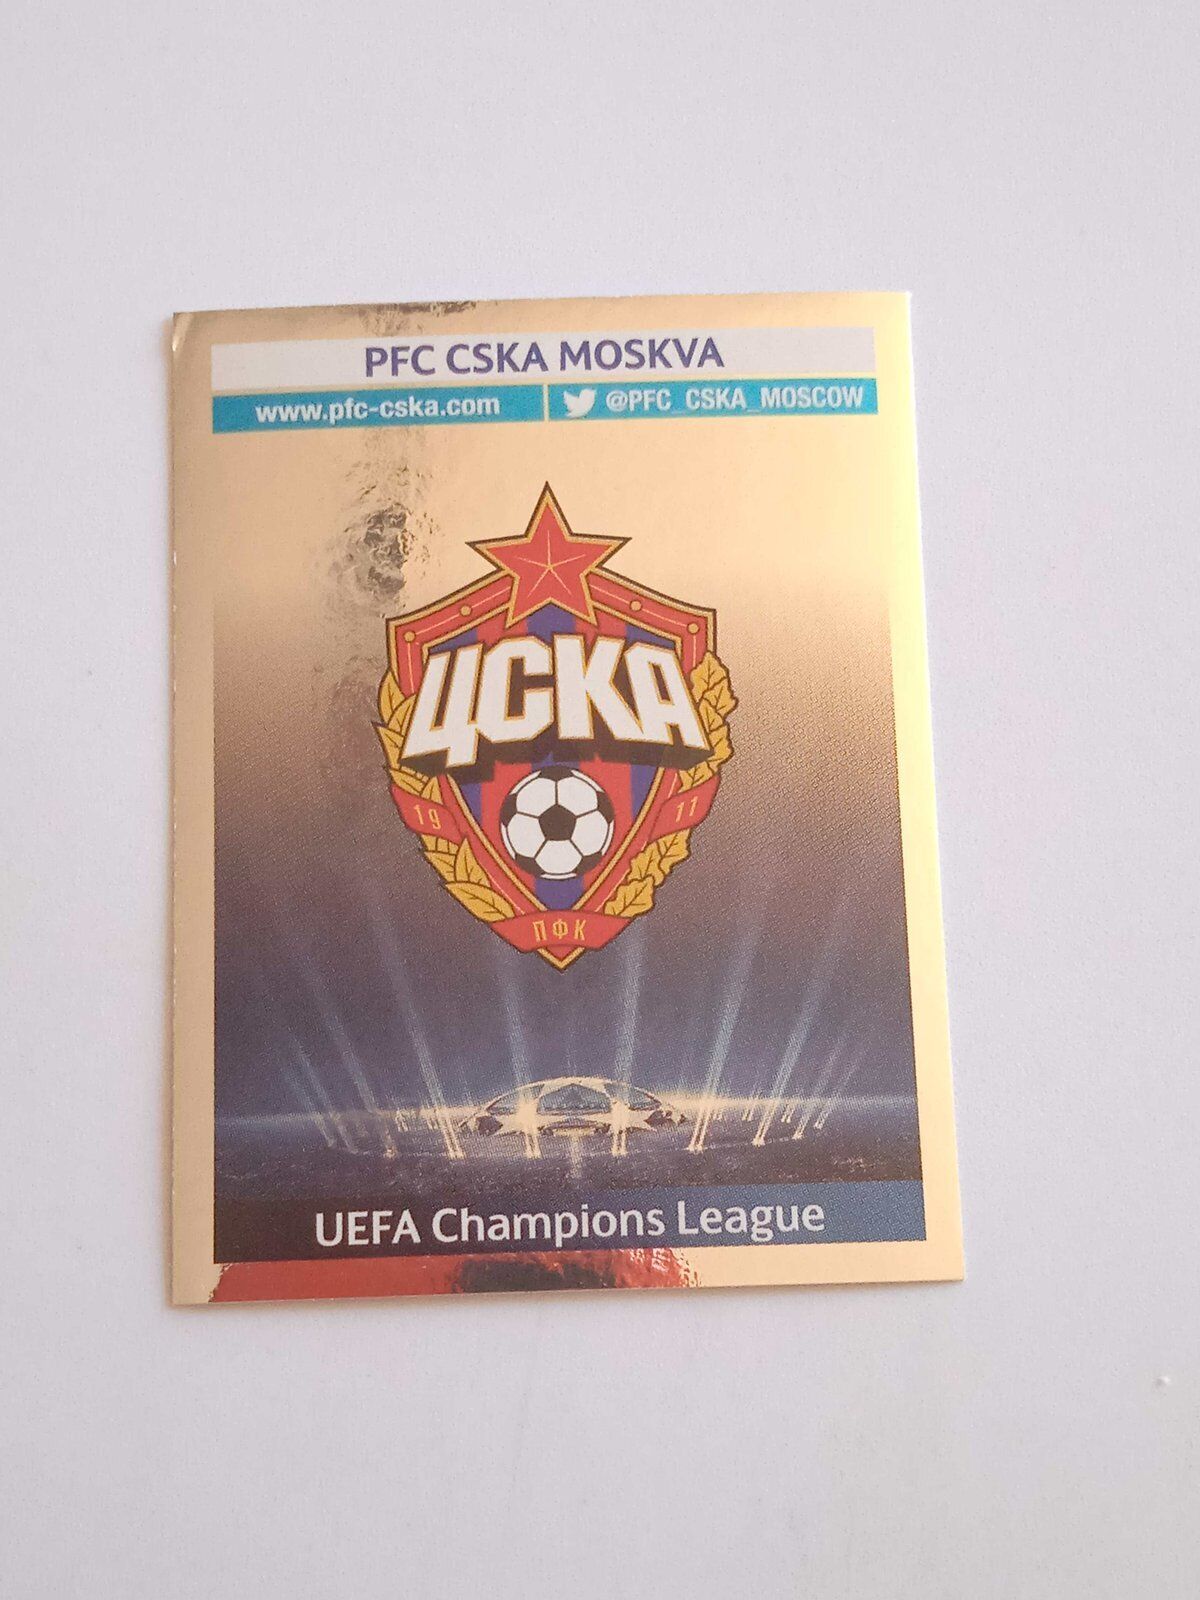 PFC CSKA MOSKVA
www.pfc-cska.com @PFC_CSKA_MOSCOW
ЦСКА
19 11
ПФК
UEFA Champions League